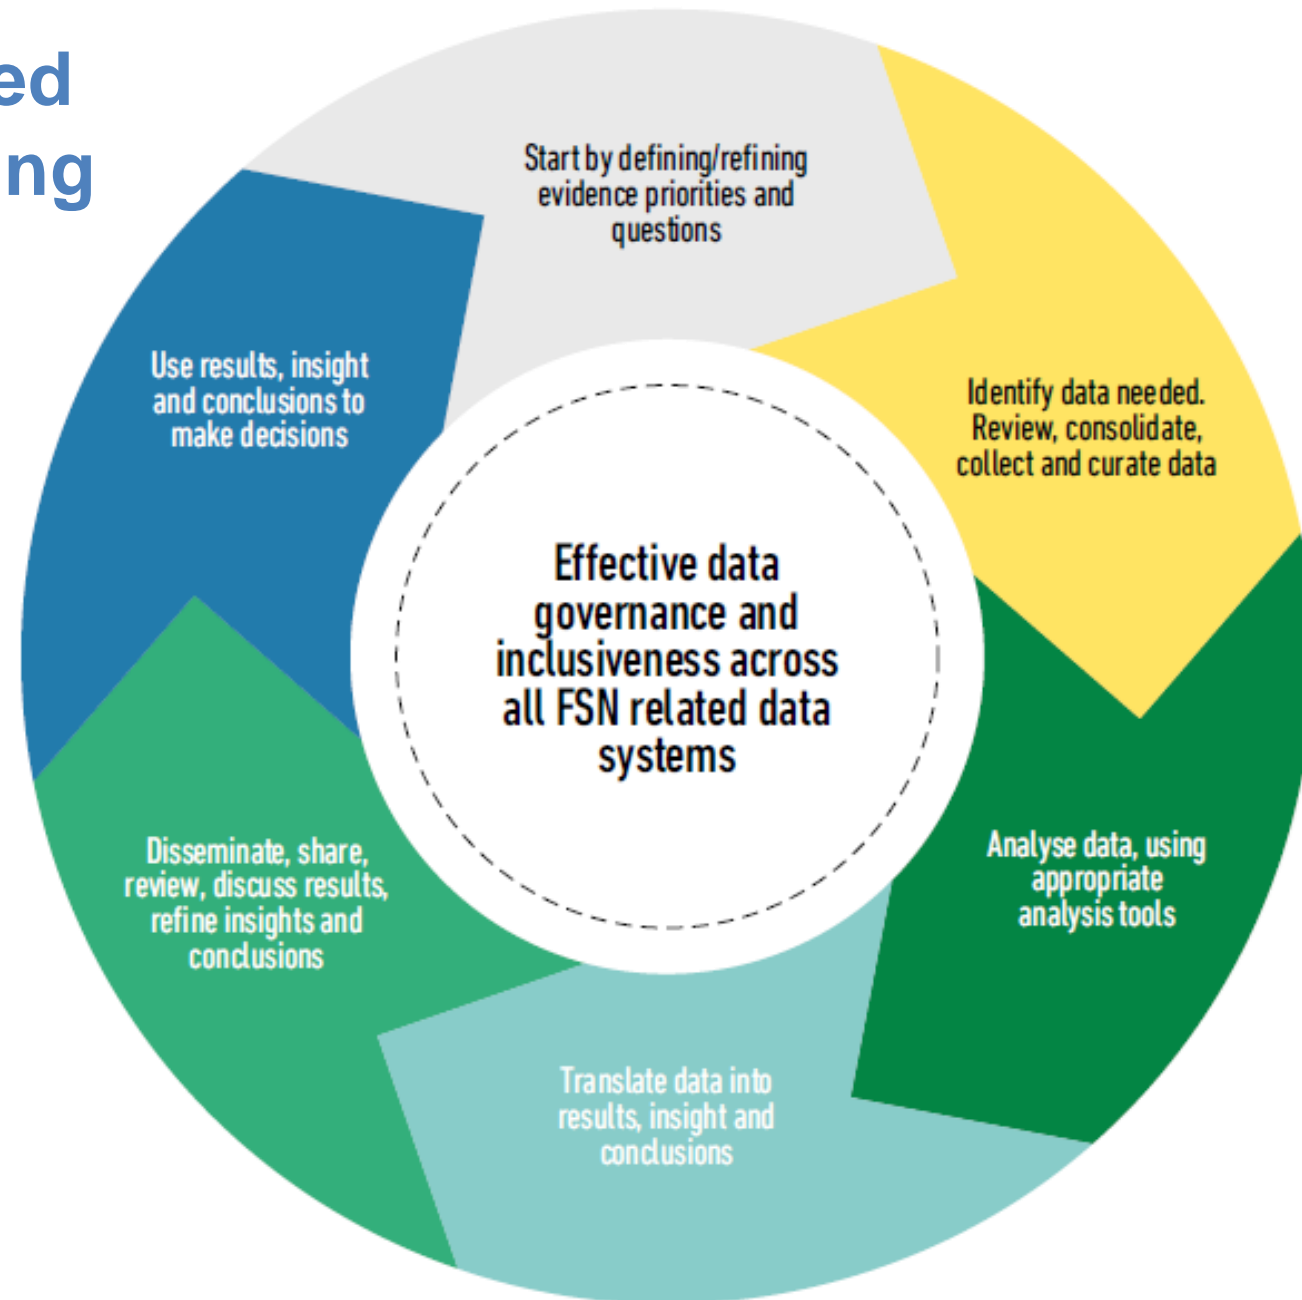 ed
ing
Start by defining/refining
evidence priorities and
questions
Identify data needed.
Review, consolidate,
collect and curate data
Analyse data, using
appropriate
analysis tools
Translate data into
results, insight and
conclusions
Disseminate, share,
review, discuss results,
refine insights and
conclusions
Use results, insight
and conclusions to
make decisions
Effective data
governance and
inclusiveness across
all FSN related data
systems